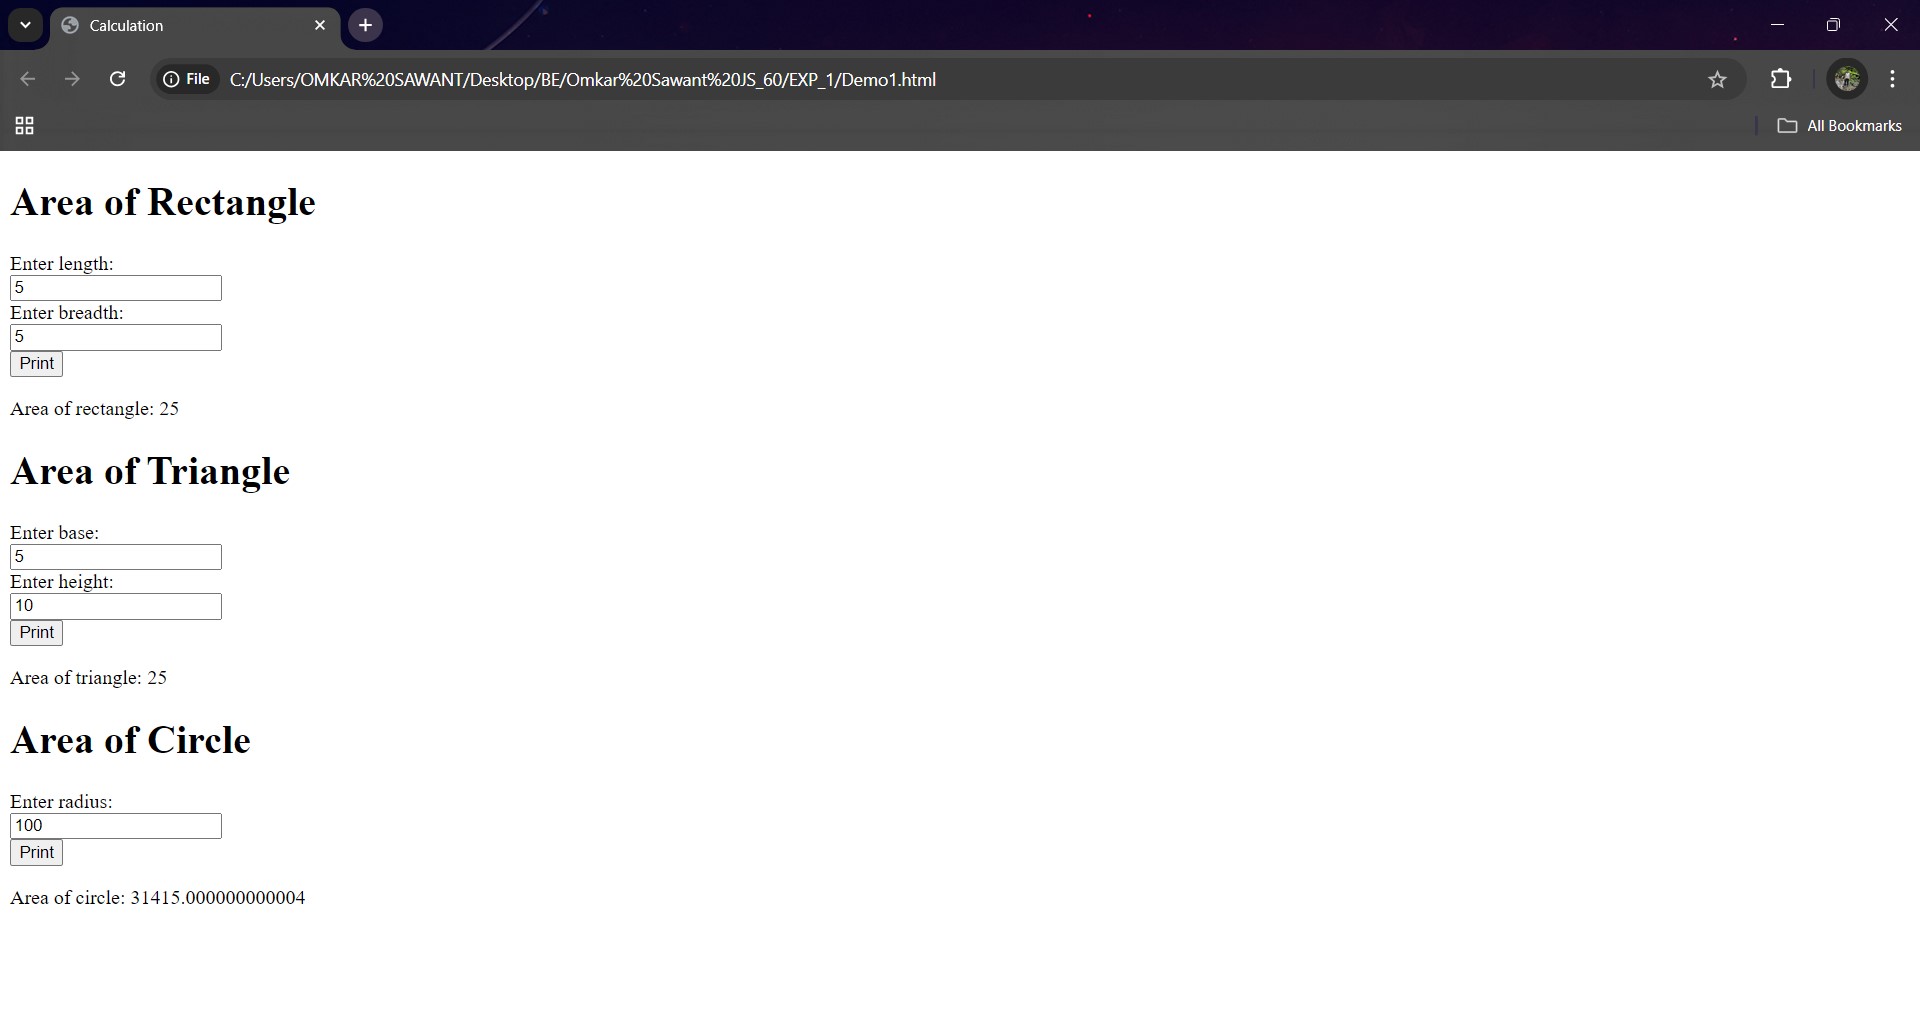 Calculation
File C:/Users/OMKAR%20SAWANT/Desktop/BE/Omkar%20Sawant%20JS_60/EXP_1/Demo1.html
All Bookmarks
Area of Rectangle
Enter length:
5
Enter breadth:
5
Print
Area of rectangle: 25
Area of Triangle
Enter base:
5
Enter height:
10
Print
Area of triangle: 25
Area of Circle
Enter radius:
100
Print
Area of circle: 31415.000000000004